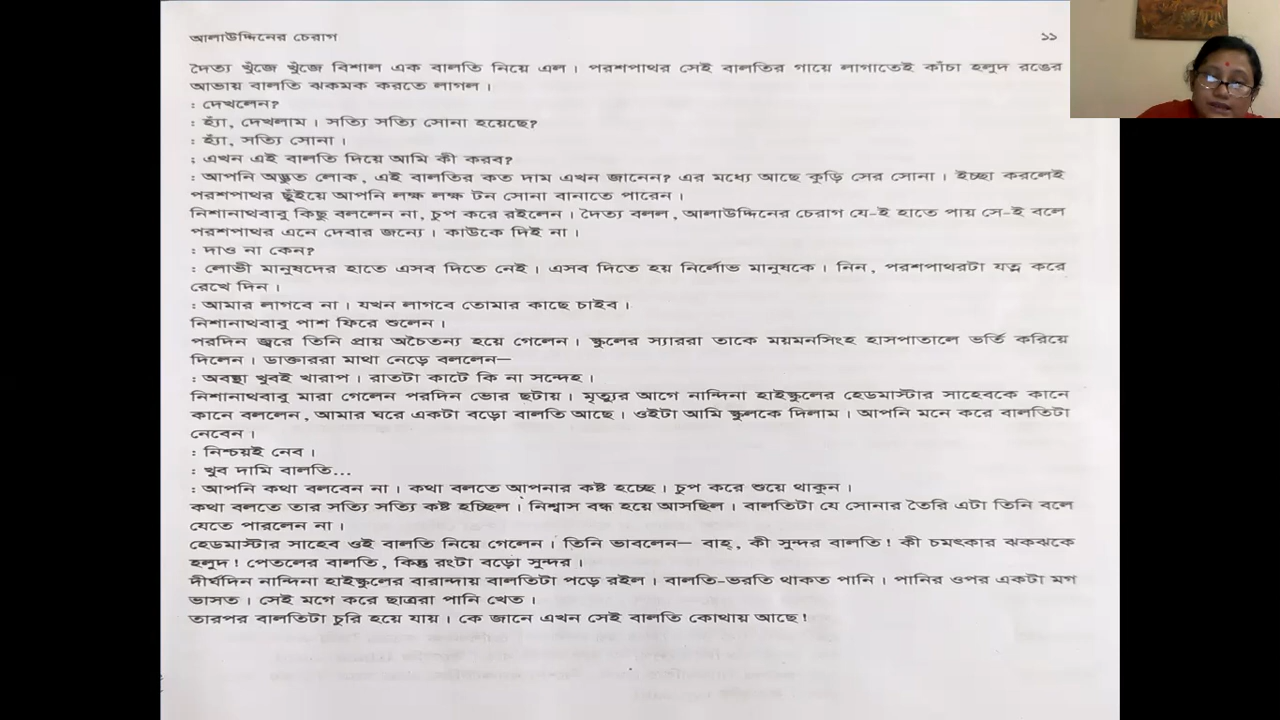 আলাউদ্দিনের চেরাগ ১১
দৈত্য খুঁজে খুঁজে বিশাল এক বালতি নিয়ে এল। পরশপাথর সেই বালতির গায়ে লাগাতেই কাঁচা হলুদ রঙের
আভায় বালতি ঝকমক করতে লাগল।
: দেখলেন?
: হ্যাঁ, দেখলাম। সত্যি সত্যি সোনা হয়েছে?
: হ্যাঁ, সত্যি সোনা।
: এখন এই বালতি দিয়ে আমি কী করব?
: আপনি অদ্ভুত লোক, এই বালতির কত দাম এখন জানেন? এর মধ্যে আছে কুড়ি সের সোনা। ইচ্ছা করলেই
পরশপাথর ছুঁইয়ে আপনি লক্ষ লক্ষ টন সোনা বানাতে পারেন।
নিশানাথবাবু কিছু বললেন না, চুপ করে রইলেন। দৈত্য বলল, আলাউদ্দিনের চেরাগ যে-ই হাতে পায় সে-ই বলে
পরশপাথর এনে দেবার জন্যে। কাউকে দিই না।
: দাও না কেন?
: লোভী মানুষদের হাতে এসব দিতে নেই। এসব দিতে হয় নির্লোভ মানুষকে। নিন, পরশপাথরটা যত্ন করে
রেখে দিন।
: আমার লাগবে না। যখন লাগবে তোমার কাছে চাইব।
নিশানাথবাবু পাশ ফিরে শুলেন।
পরদিন জ্বরে তিনি প্রায় অচৈতন্য হয়ে গেলেন। স্কুলের স্যাররা তাকে ময়মনসিংহ হাসপাতালে ভর্তি করিয়ে
দিলেন। ডাক্তাররা মাথা নেড়ে বললেন—
: অবস্থা খুবই খারাপ। রাতটা কাটে কি না সন্দেহ।
নিশানাথবাবু মারা গেলেন পরদিন ভোর ছটায়। মৃত্যুর আগে নান্দিনা হাইস্কুলের হেডমাস্টার সাহেবকে কানে
কানে বললেন, আমার ঘরে একটা বড়ো বালতি আছে। ওইটা আমি স্কুলকে দিলাম। আপনি মনে করে বালতিটা
নেবেন।
: নিশ্চয়ই নেব।
: খুব দামি বালতি...
: আপনি কথা বলবেন না। কথা বলতে আপনার কষ্ট হচ্ছে। চুপ করে শুয়ে থাকুন।
কথা বলতে তার সত্যি সত্যি কষ্ট হচ্ছিল। নিশ্বাস বন্ধ হয়ে আসছিল। বালতিটা যে সোনার তৈরি এটা তিনি বলে
যেতে পারলেন না।
হেডমাস্টার সাহেব ওই বালতি নিয়ে গেলেন। তিনি ভাবলেন— বাহ্, কী সুন্দর বালতি! কী চমৎকার ঝকঝকে
হলুদ! পেতলের বালতি, কিন্তু রংটা বড়ো সুন্দর।
দীর্ঘদিন নান্দিনা হাইস্কুলের বারান্দায় বালতিটা পড়ে রইল। বালতি-ভরতি থাকত পানি। পানির ওপর একটা মগ
ভাসত। সেই মগে করে ছাত্ররা পানি খেত।
তারপর বালতিটা চুরি হয়ে যায়। কে জানে এখন সেই বালতি কোথায় আছে!